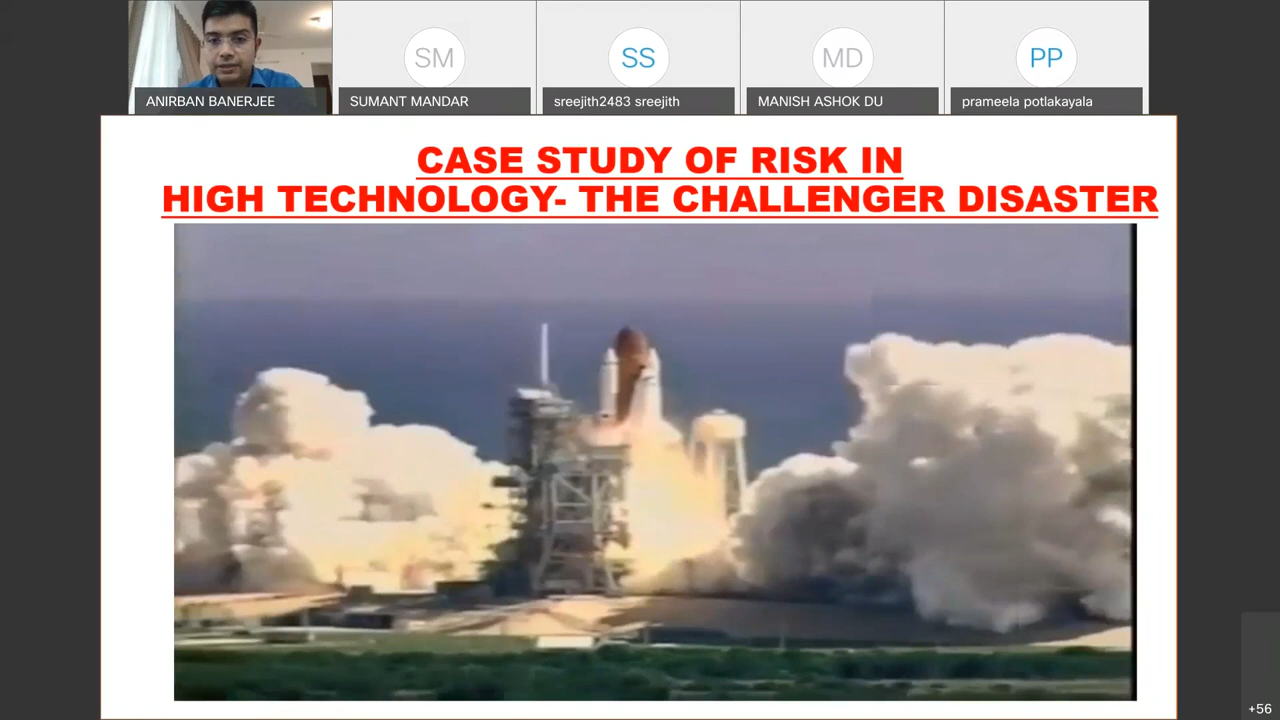 SM
SS
MD
PP
ANIRBAN BANERJEE
SUMANT MANDAR
sreejith2483 sreejith
MANISH ASHOK DU
prameela potlakayala
CASE STUDY OF RISK IN
HIGH TECHNOLOGY- THE CHALLENGER DISASTER
+56